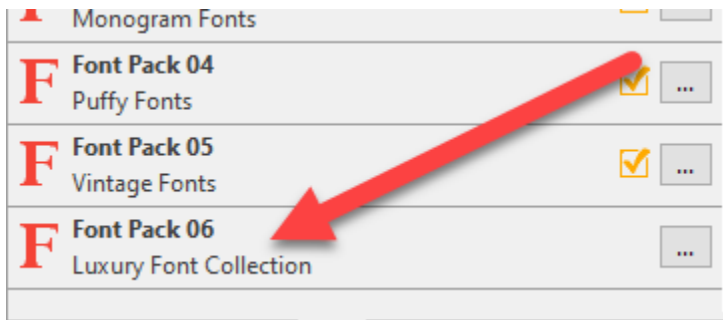 Monogram Fonts
...
F Font Pack 04
Puffy Fonts
...
F Font Pack 05
Vintage Fonts
...
F Font Pack 06
Luxury Font Collection
...